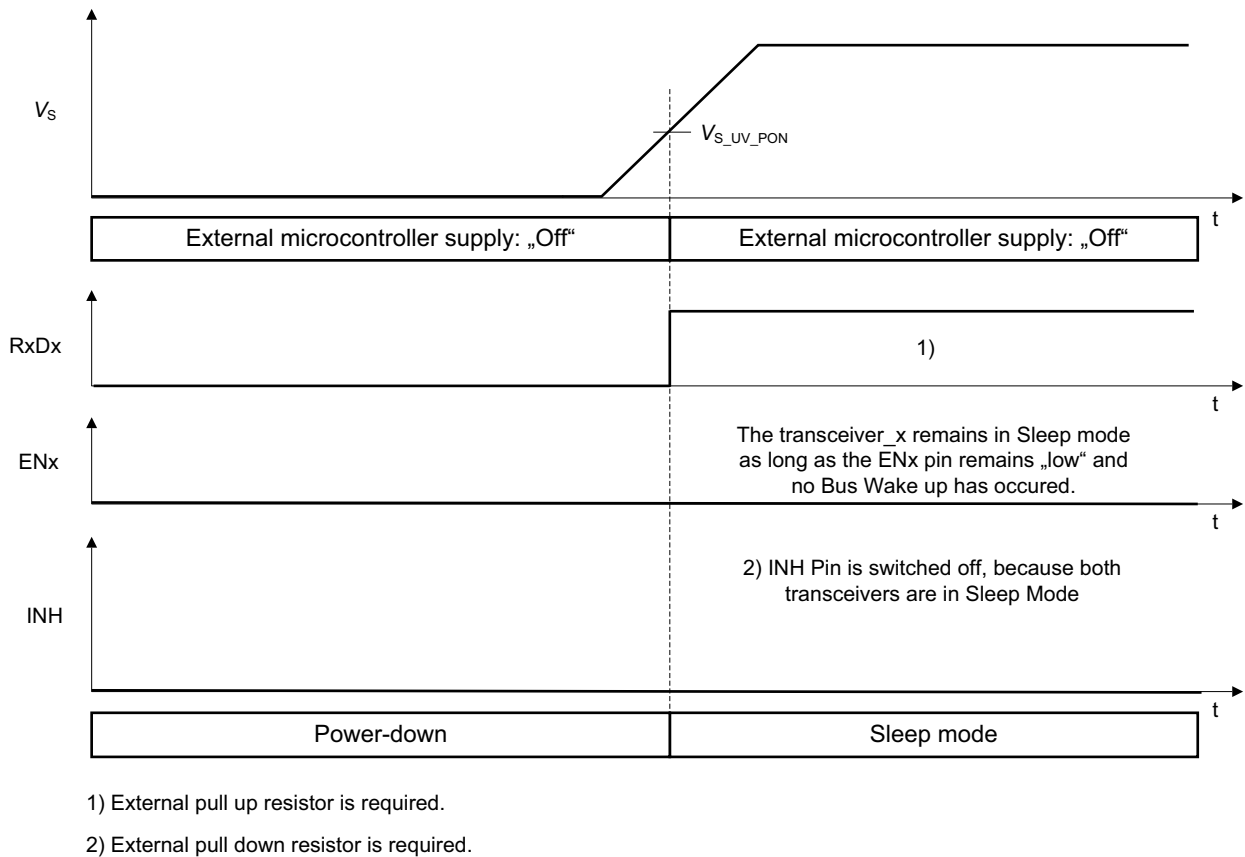 V_S
V_S_UV_PON
t
External microcontroller supply: „Off“
External microcontroller supply: „Off“
RxDx
1)
t
ENx
The transceiver_x remains in Sleep mode
as long as the ENx pin remains „low“ and
no Bus Wake up has occured.
t
2) INH Pin is switched off, because both
transceivers are in Sleep Mode
INH
t
Power-down
Sleep mode
1) External pull up resistor is required.
2) External pull down resistor is required.